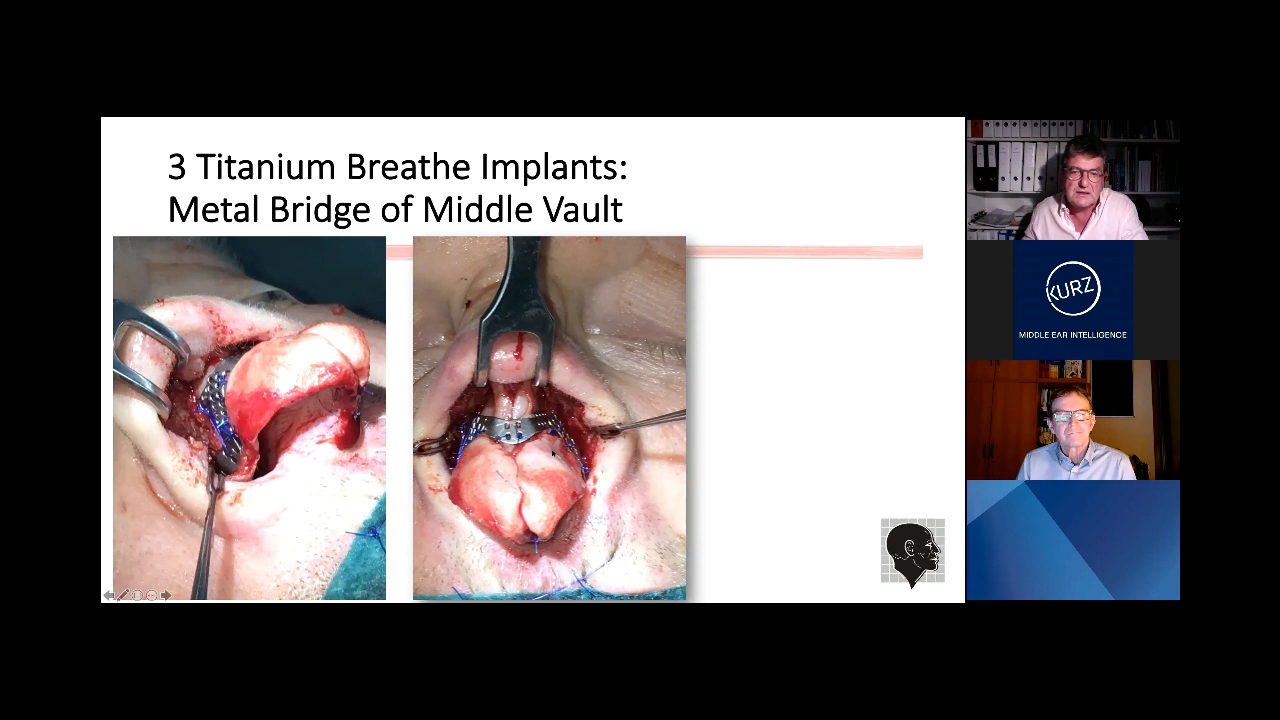 3 Titanium Breathe Implants:
Metal Bridge of Middle Vault
KURZ
MIDDLE EAR INTELLIGENCE